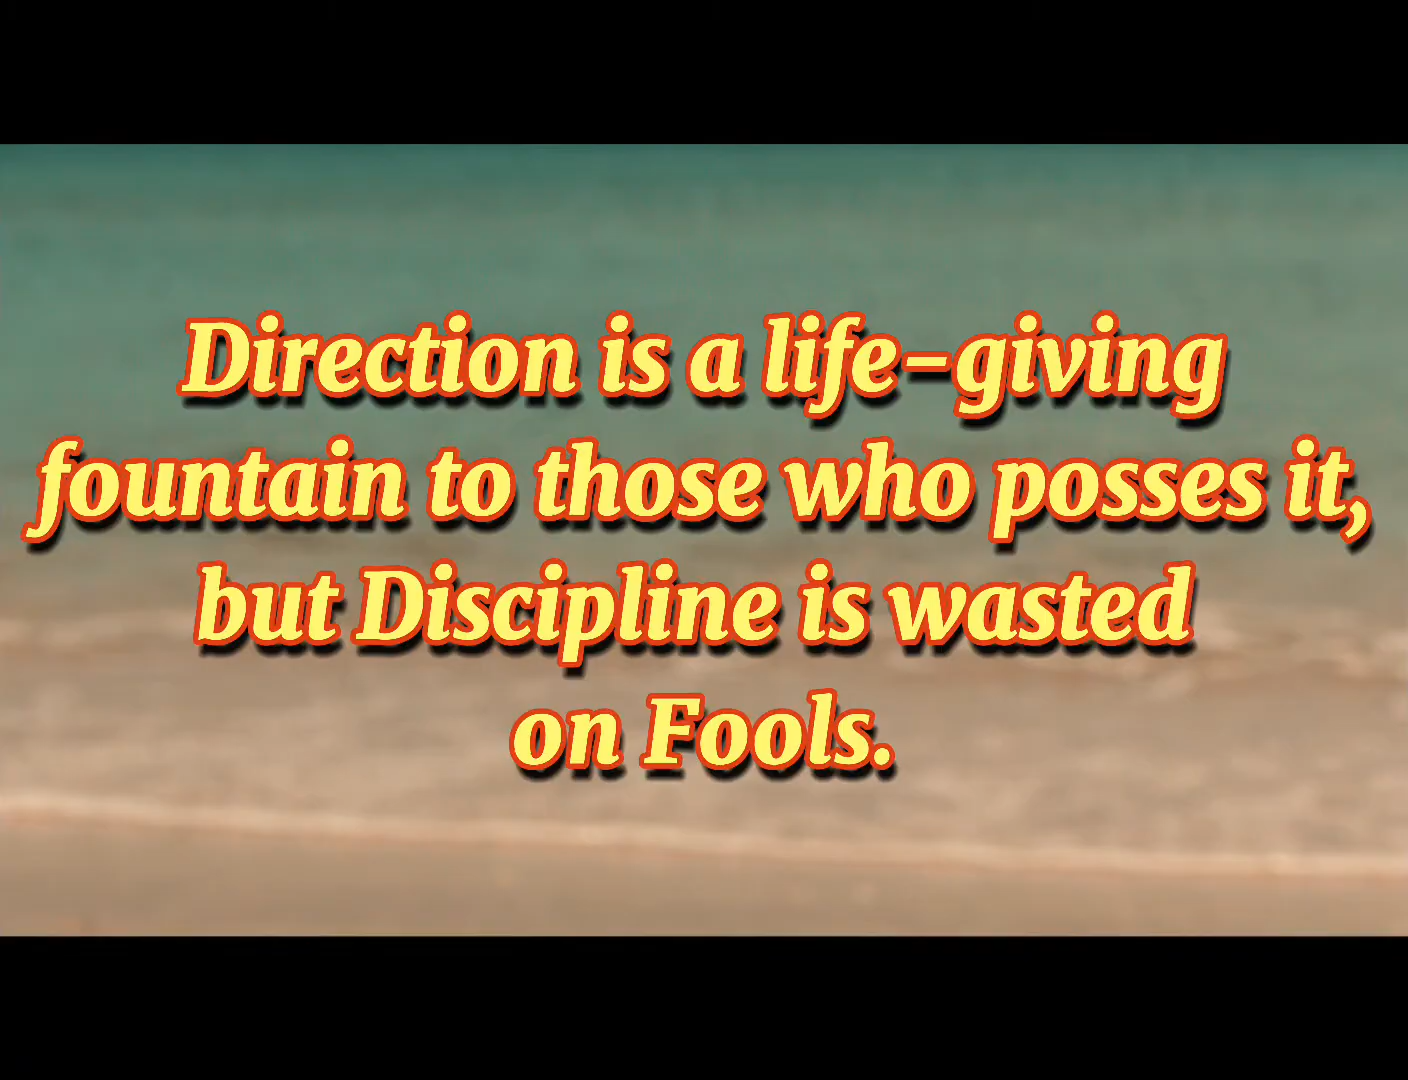 Direction is a life-giving
fountain to those who posses it,
but Discipline is wasted
on Fools.